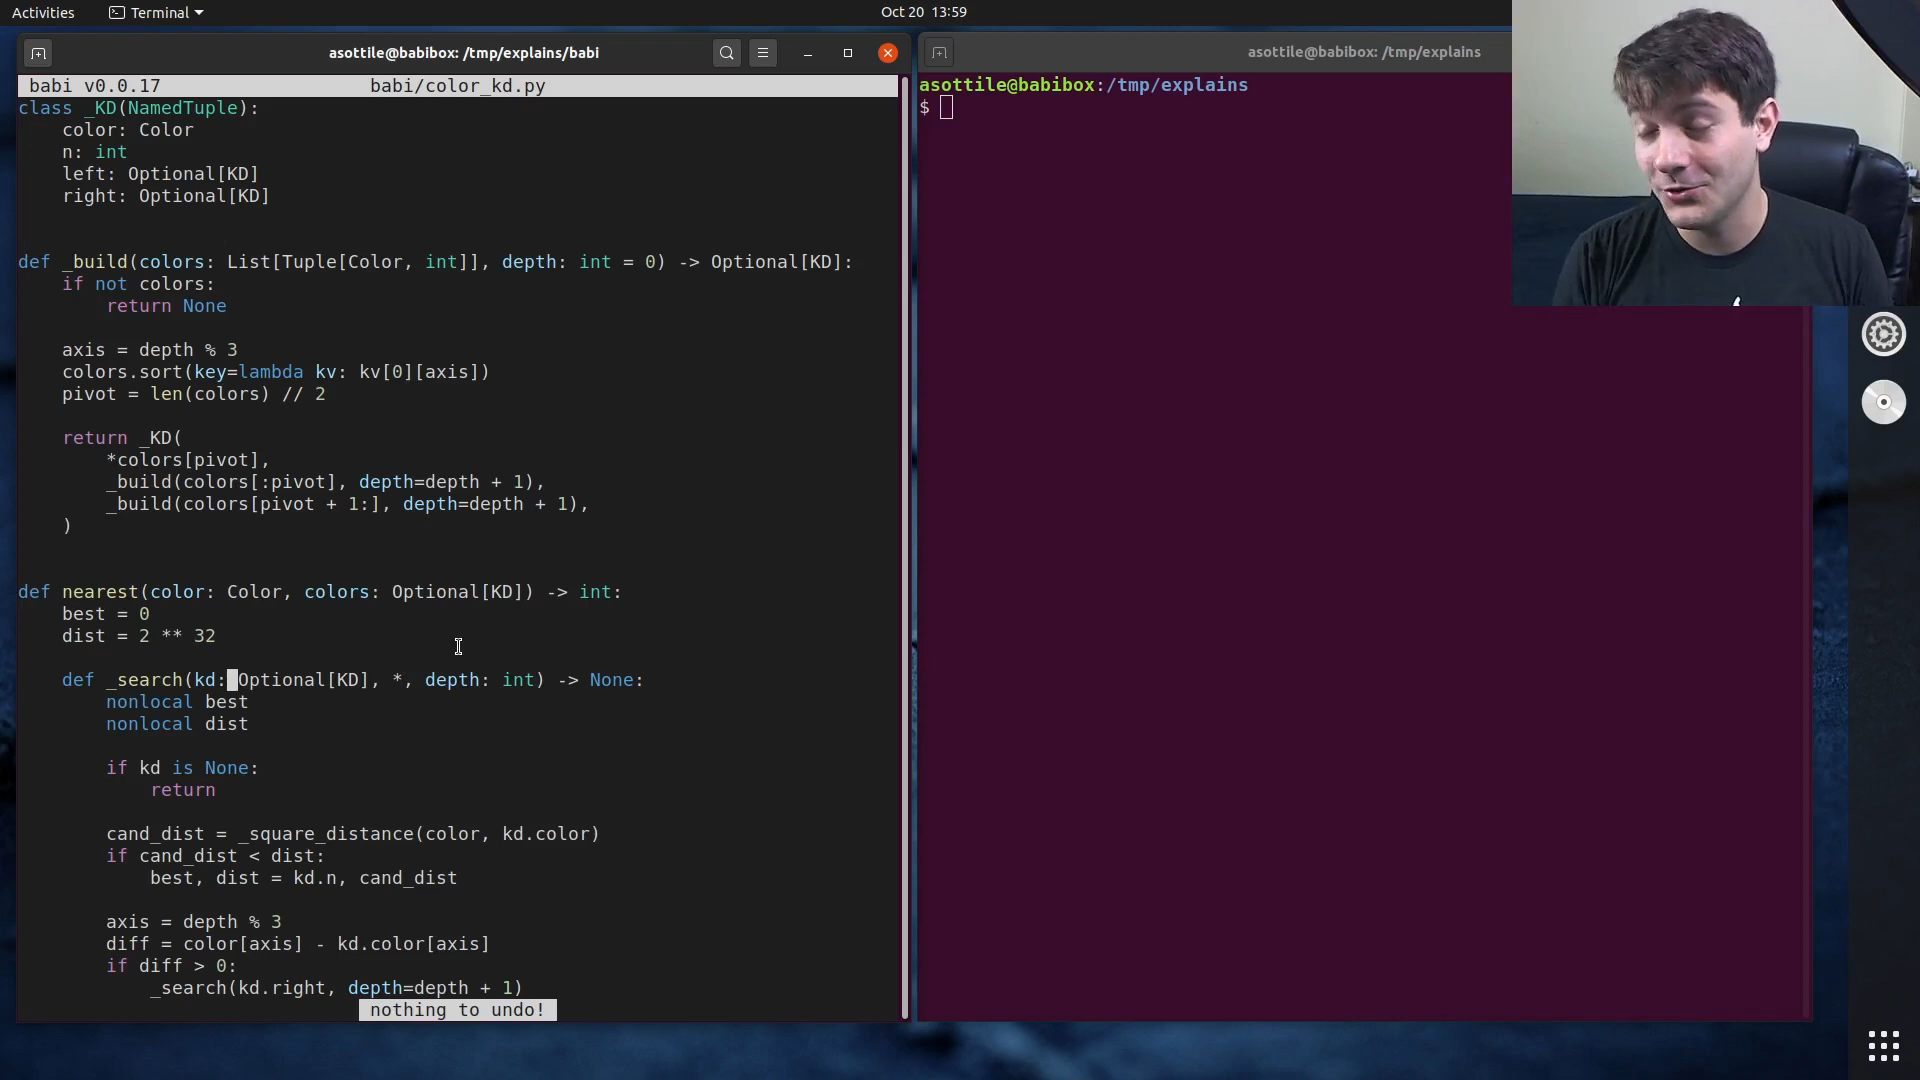 Activities
Terminal
Oct 20 13:59
asottile@babibox: /tmp/explains/babi
babi v0.0.17 babi/color_kd.py
class _KD(NamedTuple):
    color: Color
    n: int
    left: Optional[KD]
    right: Optional[KD]
def _build(colors: List[Tuple[Color, int]], depth: int = 0) -> Optional[KD]:
    if not colors:
        return None
    axis = depth % 3
    colors.sort(key=lambda kv: kv[0][axis])
    pivot = len(colors) // 2
    return _KD(
        *colors[pivot],
        _build(colors[:pivot], depth=depth + 1),
        _build(colors[pivot + 1:], depth=depth + 1),
    )
def nearest(color: Color, colors: Optional[KD]) -> int:
    best = 0
    dist = 2 ** 32
    def _search(kd: Optional[KD], *, depth: int) -> None:
        nonlocal best
        nonlocal dist
        if kd is None:
            return
        cand_dist = _square_distance(color, kd.color)
        if cand_dist < dist:
            best, dist = kd.n, cand_dist
        axis = depth % 3
        diff = color[axis] - kd.color[axis]
        if diff > 0:
            _search(kd.right, depth=depth + 1)
nothing to undo!
asottile@babibox: /tmp/explains
asottile@babibox:/tmp/explains
$